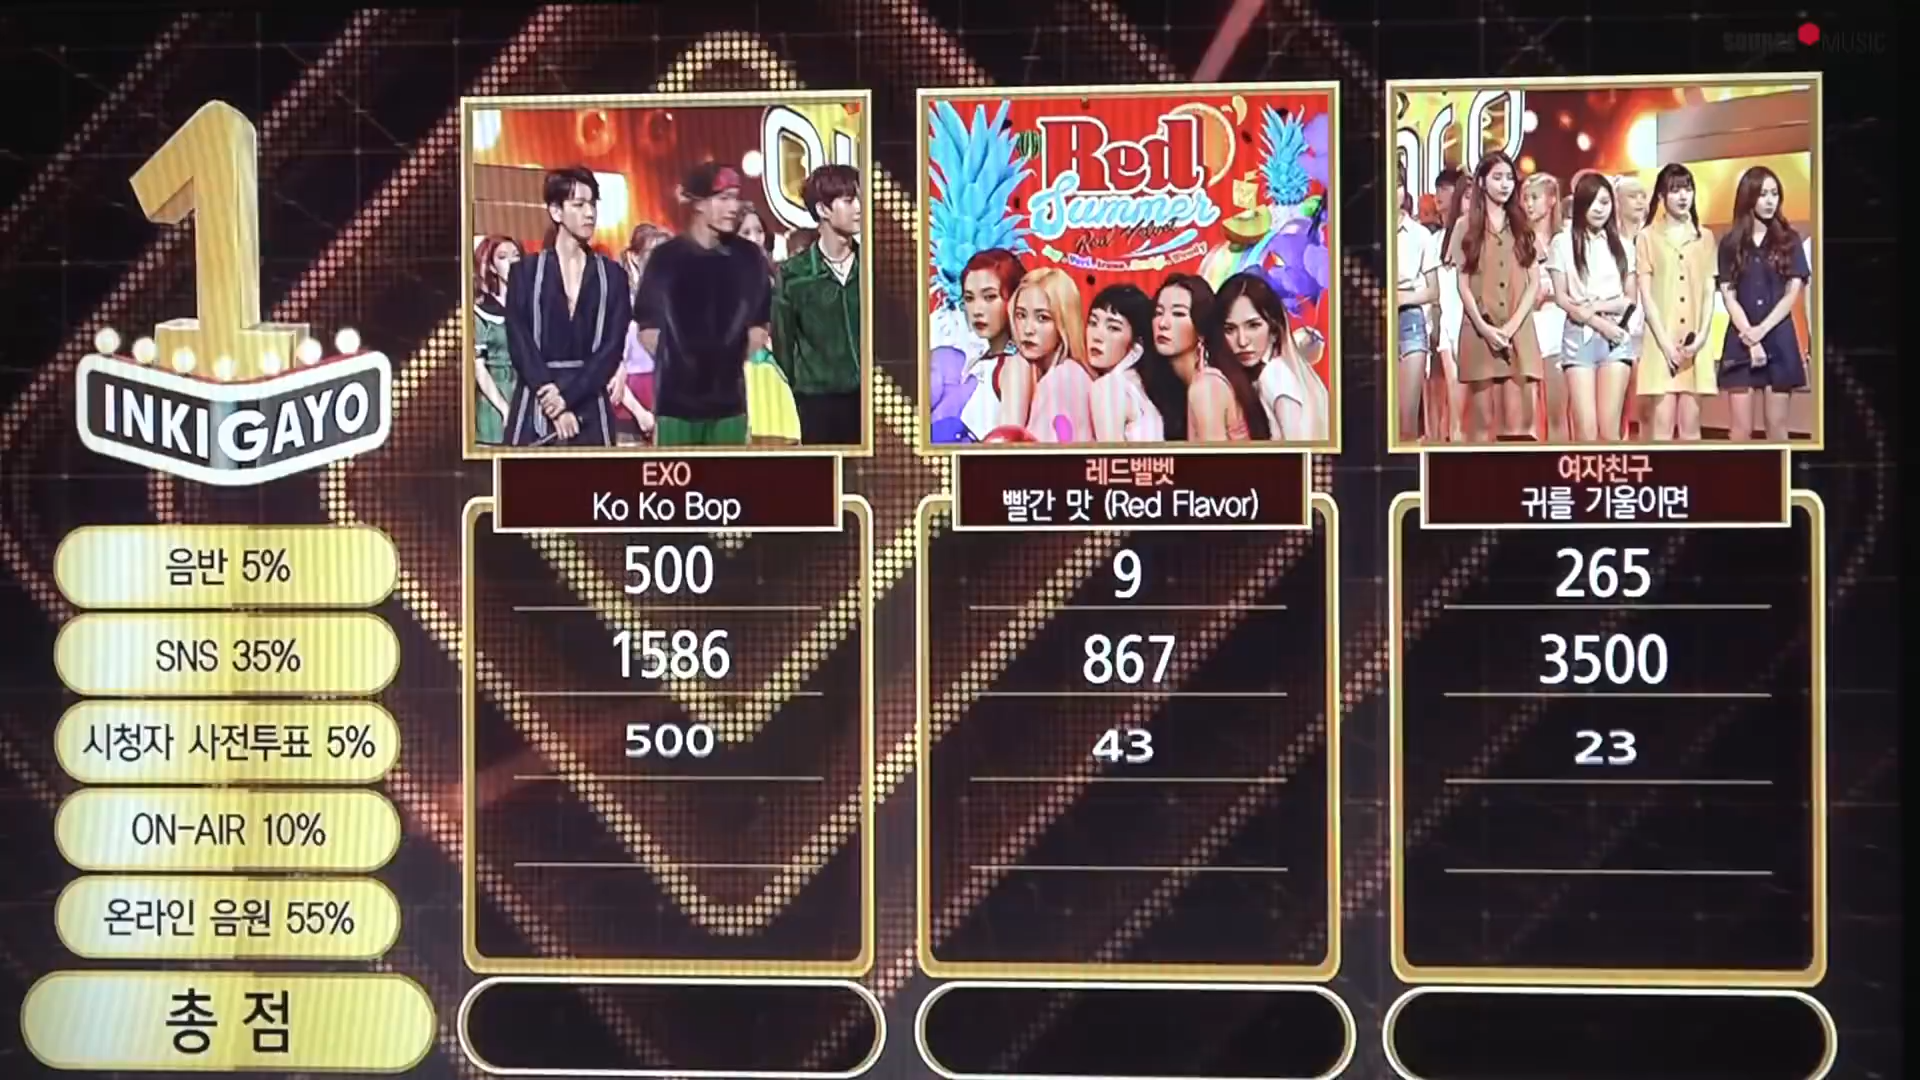 SOURCE MUSIC
1
INKIGAYO
Red
Summer
Red Velvet
EXO
Ko Ko Bop
레드벨벳
빨간 맛 (Red Flavor)
여자친구
귀를 기울이면
음반 5%
500
9
265
SNS 35%
1586
867
3500
시청자 사전투표 5%
500
43
23
ON-AIR 10%
온라인 음원 55%
총 점